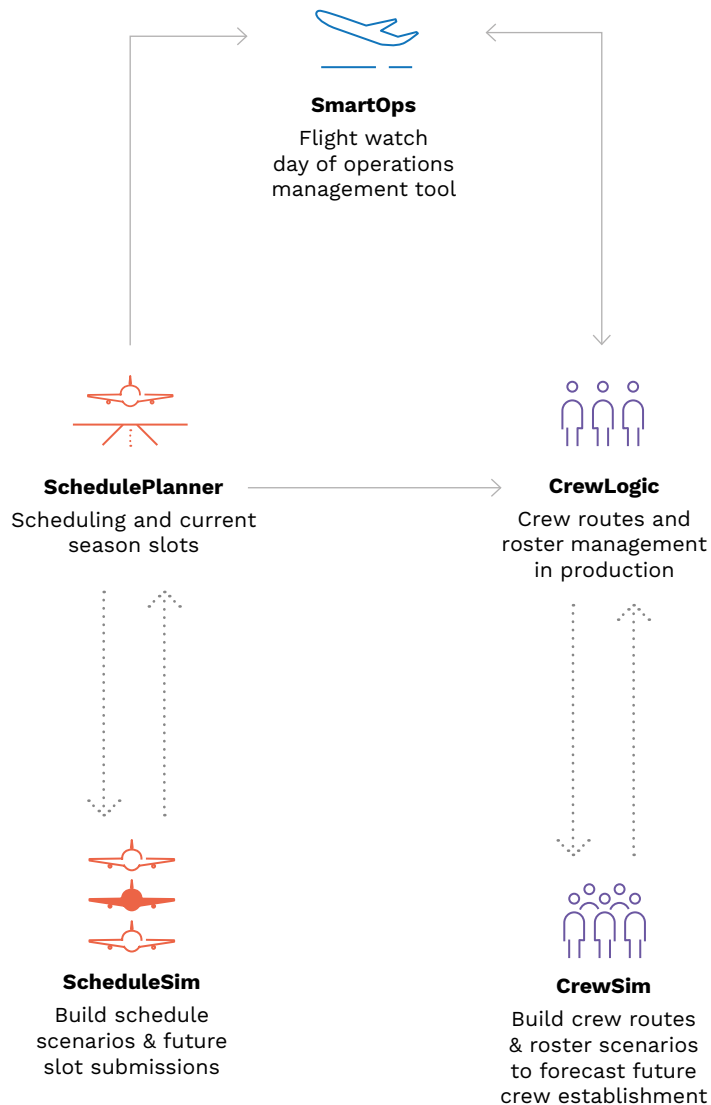 SmartOps
Flight watch
day of operations
management tool
SchedulePlanner
Scheduling and current
season slots
CrewLogic
Crew routes and
roster management
in production
ScheduleSim
Build schedule
scenarios & future
slot submissions
CrewSim
Build crew routes
& roster scenarios
to forecast future
crew establishment